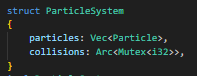 struct ParticleSystem
{
    particles: Vec<Particle>,
    collisions: Arc<Mutex<i32>>,
}